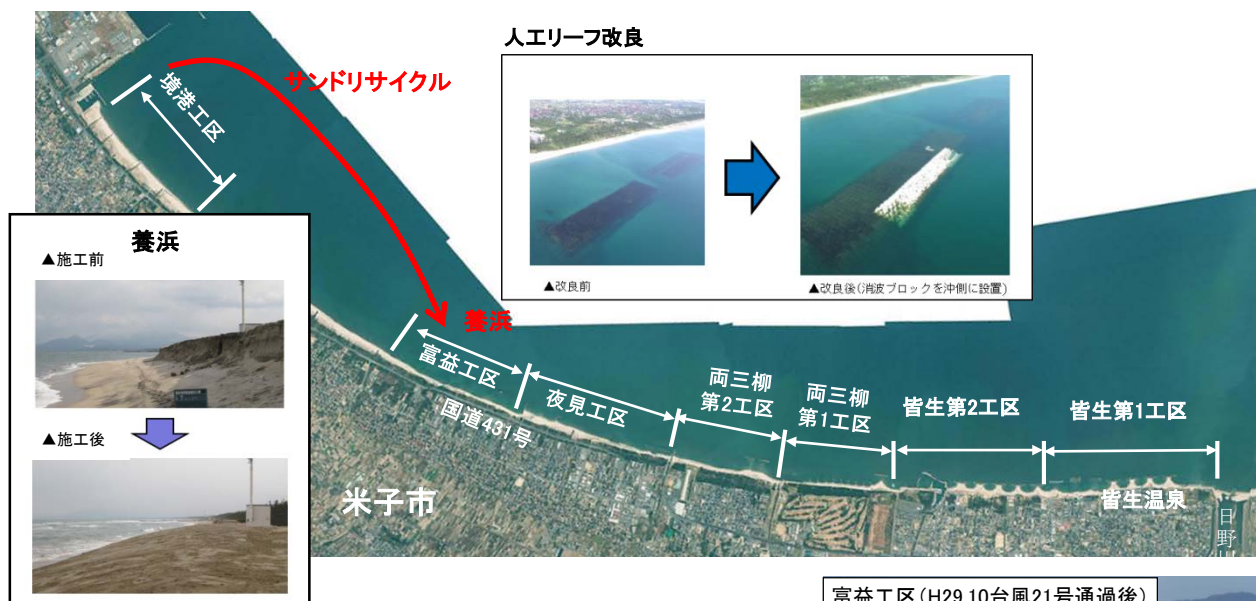 人工リーフ改良
▲改良前
▲改良後(消波ブロックを沖側に設置)
サンドリサイクル
境港工区
養浜
▲施工前
▲施工後
養浜
富益工区
夜見工区
両三柳
第2工区
両三柳
第1工区
皆生第2工区
皆生第1工区
国道431号
米子市
皆生温泉
日野川
富益工区(H29.10台風21号通過後)